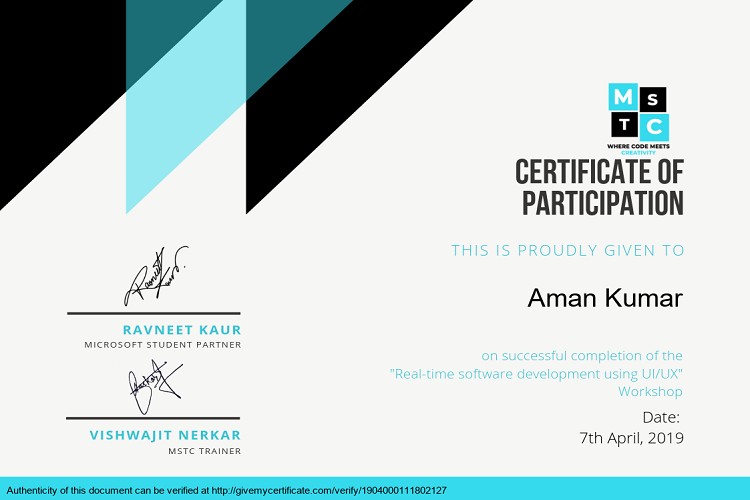 M S
T C
WHERE CODE MEETS
CREATIVITY
CERTIFICATE OF
PARTICIPATION
THIS IS PROUDLY GIVEN TO
Aman Kumar
on successful completion of the
"Real-time software development using UI/UX"
Workshop
Date:
7th April, 2019
Ravneet
Kaur
RAVNEET KAUR
MICROSOFT STUDENT PARTNER
VISHWAJIT NERKAR
MSTC TRAINER
Authenticity of this document can be verified at http://givemycertificate.com/verify/1904000111802127